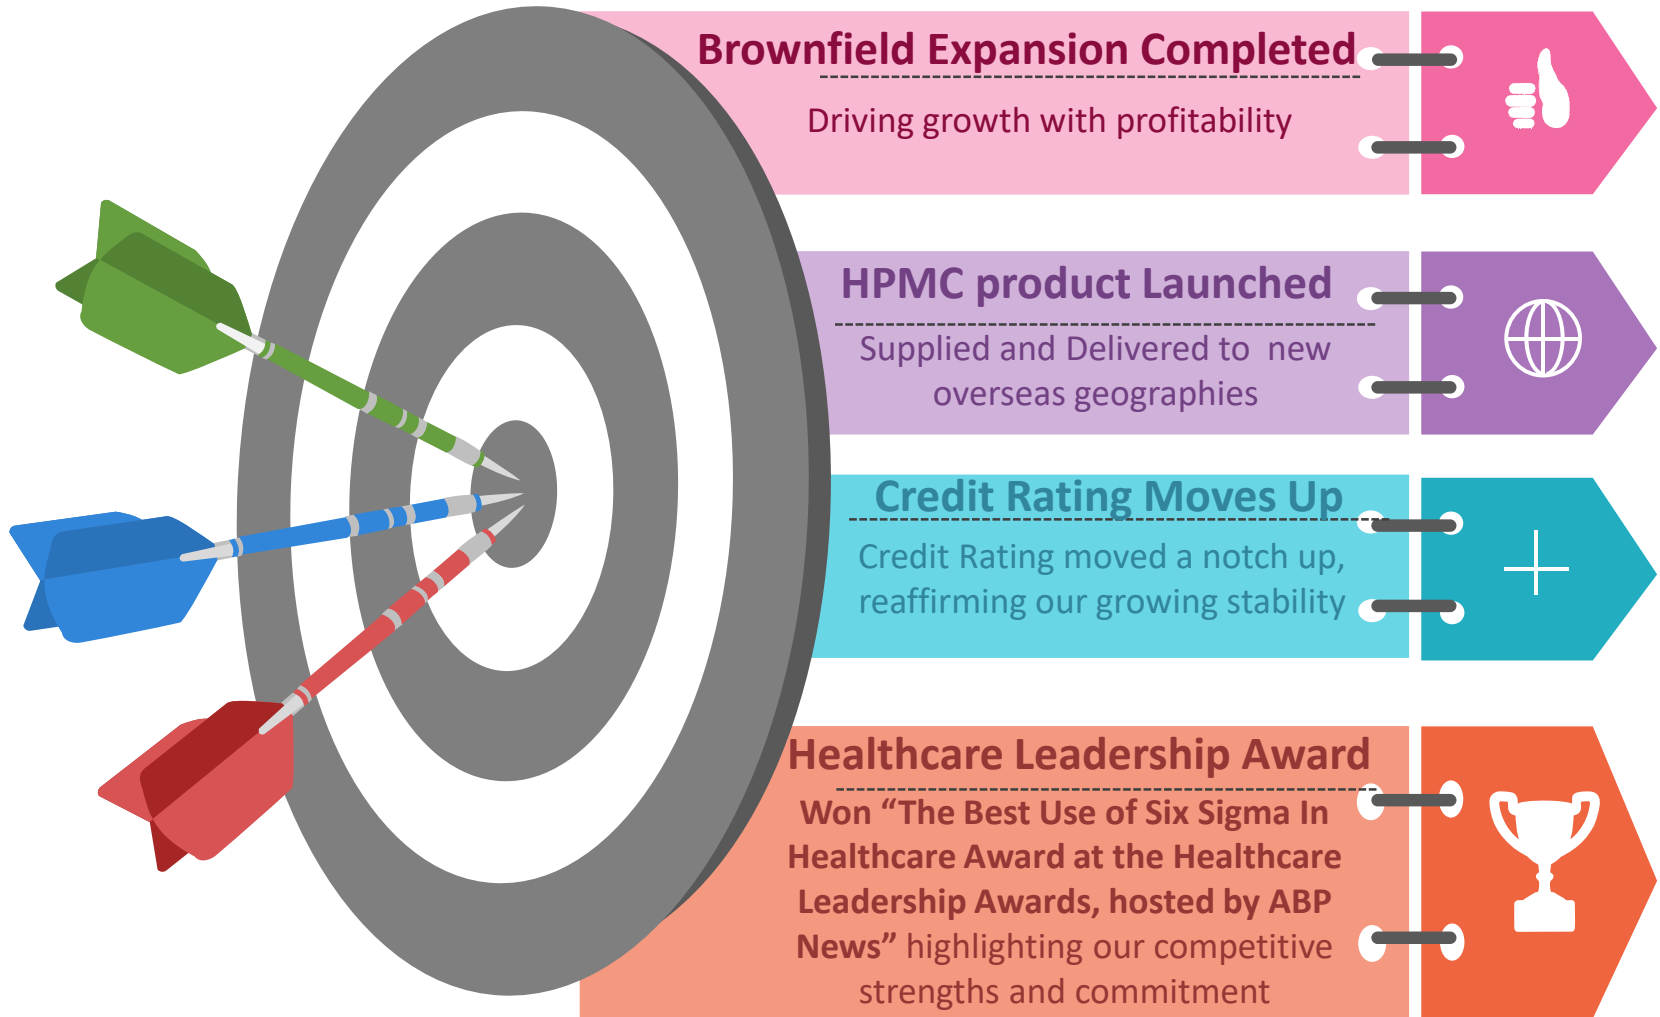 Brownfield Expansion Completed
Driving growth with profitability
HPMC product Launched
Supplied and Delivered to new
overseas geographies
Credit Rating Moves Up
Credit Rating moved a notch up,
reaffirming our growing stability
Healthcare Leadership Award
Won “The Best Use of Six Sigma In
Healthcare Award at the Healthcare
Leadership Awards, hosted by ABP
News” highlighting our competitive
strengths and commitment